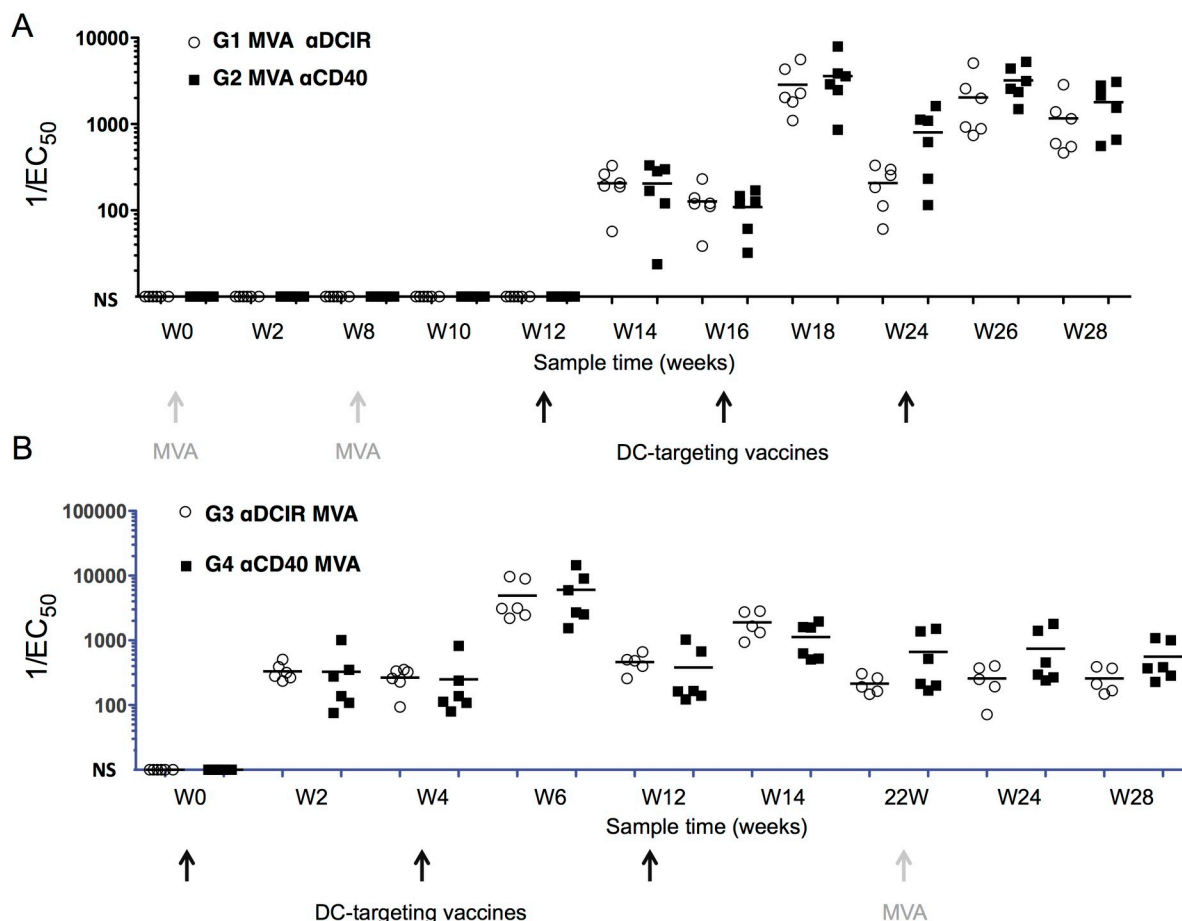 A
10000
1000
100
NS
1/EC50
G1 MVA αDCIR
G2 MVA αCD40
W0 W2 W8 W10 W12 W14 W16 W18 W24 W26 W28
Sample time (weeks)
MVA MVA DC-targeting vaccines
B
100000
10000
1000
100
NS
1/EC50
G3 αDCIR MVA
G4 αCD40 MVA
W0 W2 W4 W6 W12 W14 22W W24 W28
Sample time (weeks)
DC-targeting vaccines MVA